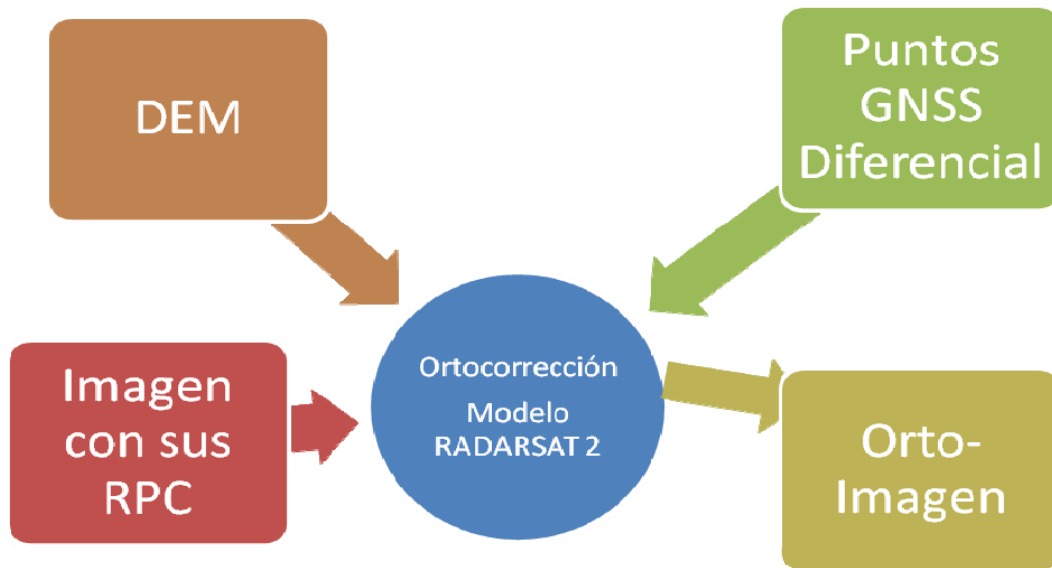 DEM
Puntos
GNSS
Diferencial
Imagen
con sus
RPC
Ortocorrección
Modelo
RADARSAT 2
Orto-
Imagen